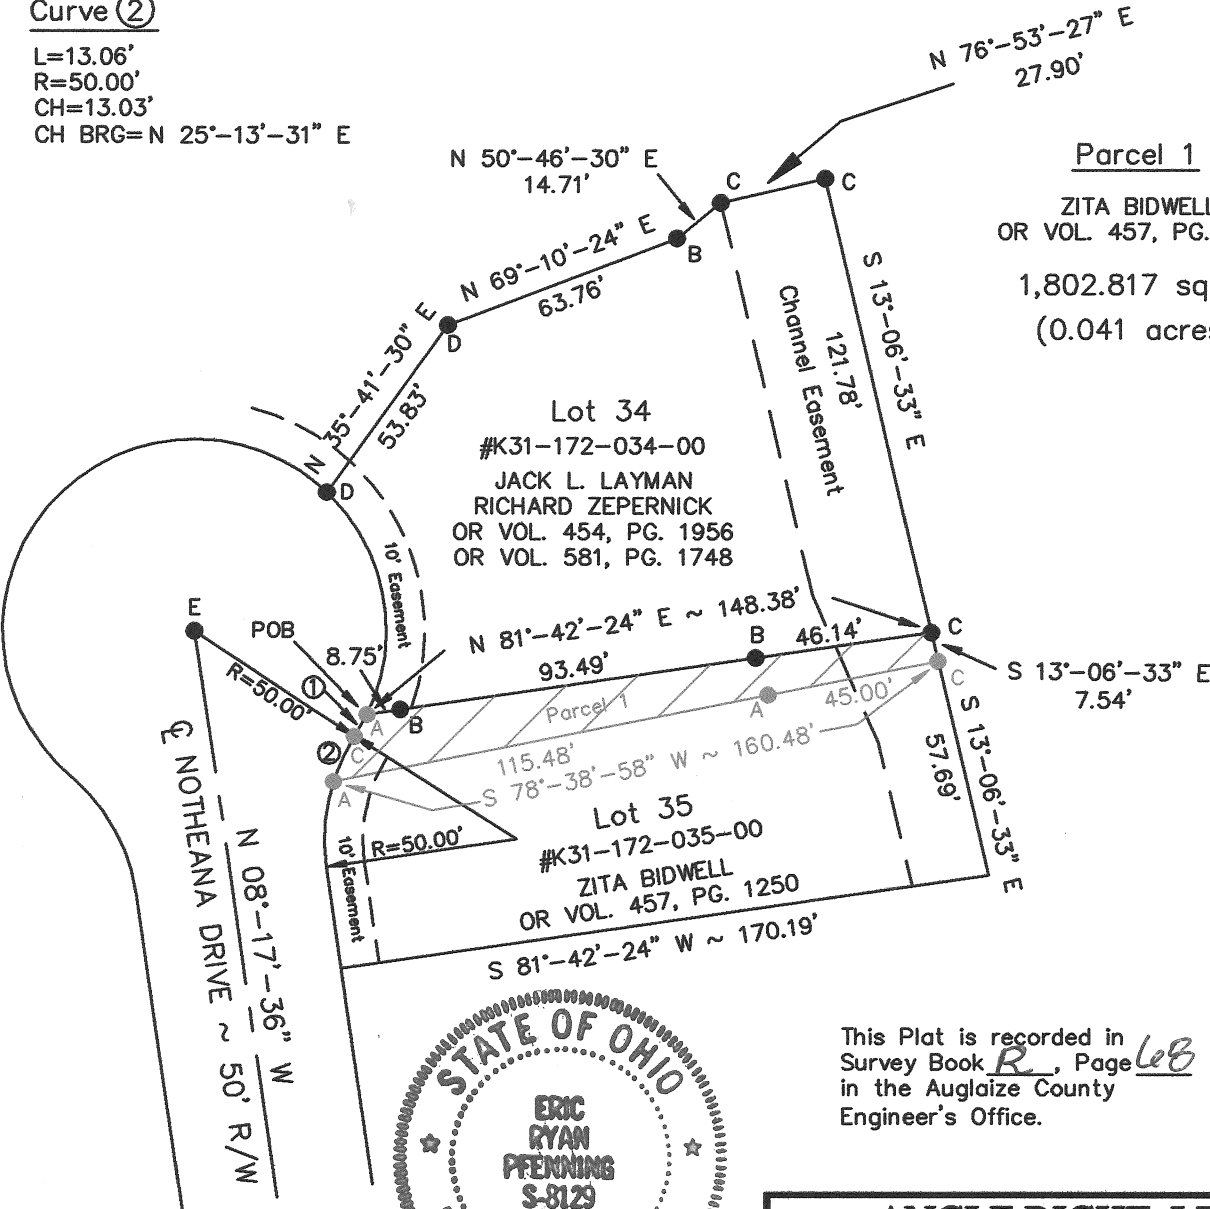 Curve ②
L=13.06'
R=50.00'
CH=13.03'
CH BRG= N 25°-13'-31" E
N 76°-53'-27" E
27.90'
N 50°-46'-30" E
14.71'
Parcel 1
ZITA BIDWELL
OR VOL. 457, PG.
1,802.817 sq
(0.041 acres
C
C
B
D
D
N 69°-10'-24" E
63.76'
N 35°-41'-30" E
53.83'
S 13°-06'-33" E
121.78'
Channel Easement
Lot 34
#K31-172-034-00
JACK L. LAYMAN
RICHARD ZEPERNICK
OR VOL. 454, PG. 1956
OR VOL. 581, PG. 1748
10' Easement
E
POB
8.75'
R=50.00'
①
②
N 81°-42'-24" E ~ 148.38'
93.49'
B
46.14'
C
S 13°-06'-33" E
7.54'
A
B
C
A
Parcel 1
A
45.00'
C
115.48'
S 78°-38'-58" W ~ 160.48'
S 13°-06'-33" E
57.69'
Lot 35
#K31-172-035-00
ZITA BIDWELL
OR VOL. 457, PG. 1250
R=50.00'
10' Easement
S 81°-42'-24" W ~ 170.19'
℄ NOTHEANA DRIVE ~ 50' R/W
N 08°-17'-36" W
STATE OF OHIO
ERIC
RYAN
PFENNING
S-8129
This Plat is recorded in
Survey Book R, Page 68
in the Auglaize County
Engineer's Office.